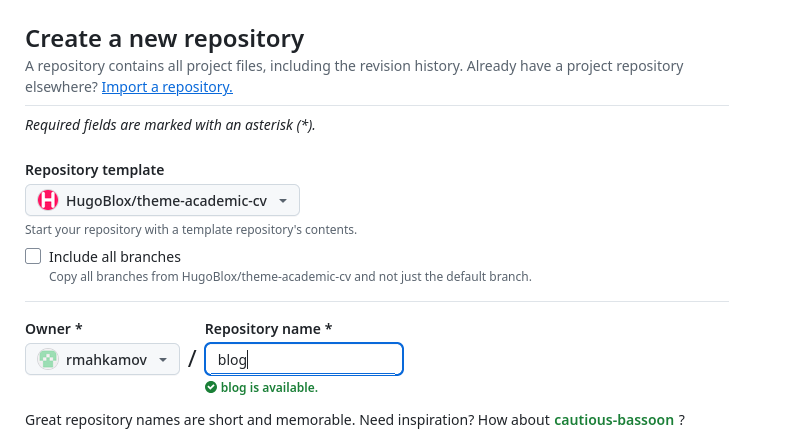 Create a new repository
A repository contains all project files, including the revision history. Already have a project repository
elsewhere? Import a repository.
Required fields are marked with an asterisk (*).
Repository template
HugoBlox/theme-academic-cv
Start your repository with a template repository's contents.
Include all branches
Copy all branches from HugoBlox/theme-academic-cv and not just the default branch.
Owner * Repository name *
rmahkamov / blog
blog is available.
Great repository names are short and memorable. Need inspiration? How about cautious-bassoon ?